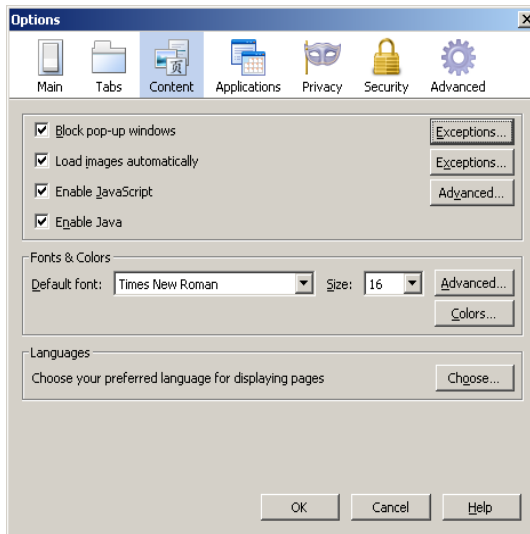 Options
Main Tabs Content Applications Privacy Security Advanced
Block pop-up windows Exceptions...
Load images automatically Exceptions...
Enable JavaScript Advanced...
Enable Java
Fonts & Colors
Default font: Times New Roman Size: 16 Advanced...
Colors...
Languages
Choose your preferred language for displaying pages Choose...
OK Cancel Help